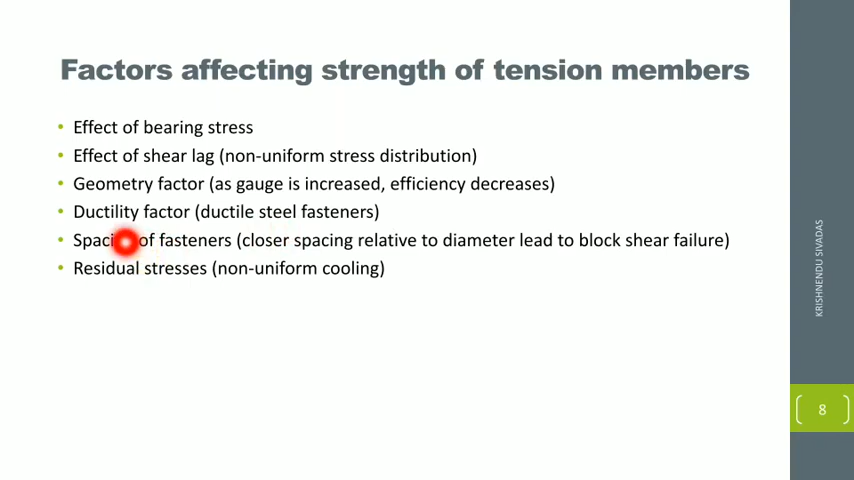 Factors affecting strength of tension members
• Effect of bearing stress
• Effect of shear lag (non-uniform stress distribution)
• Geometry factor (as gauge is increased, efficiency decreases)
• Ductility factor (ductile steel fasteners)
• of fasteners (closer spacing relative to diameter lead to block shear failure)
• Residual stresses (non-uniform cooling)
KRISHNENDU SIVADAS
8